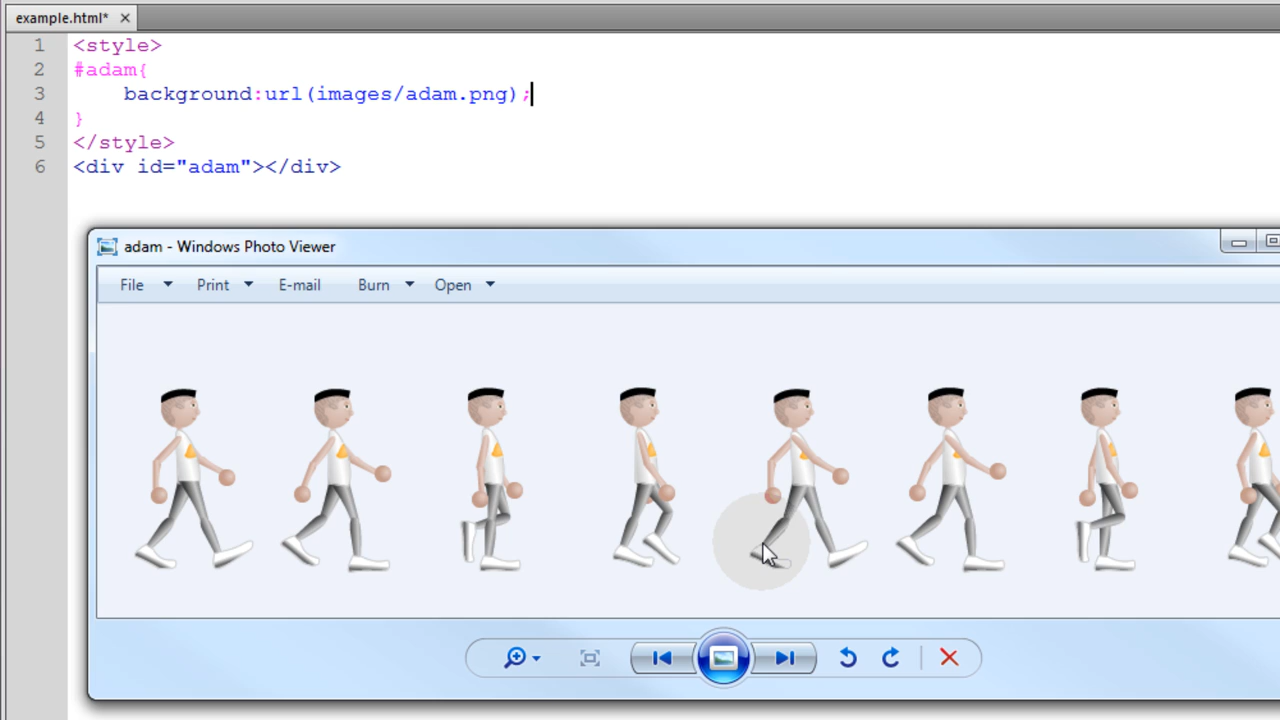 example.html* ×
1 <style>
2 #adam{
3 background:url(images/adam.png);
4 }
5 </style>
6 <div id="adam"></div>
adam - Windows Photo Viewer
File Print E-mail Burn Open